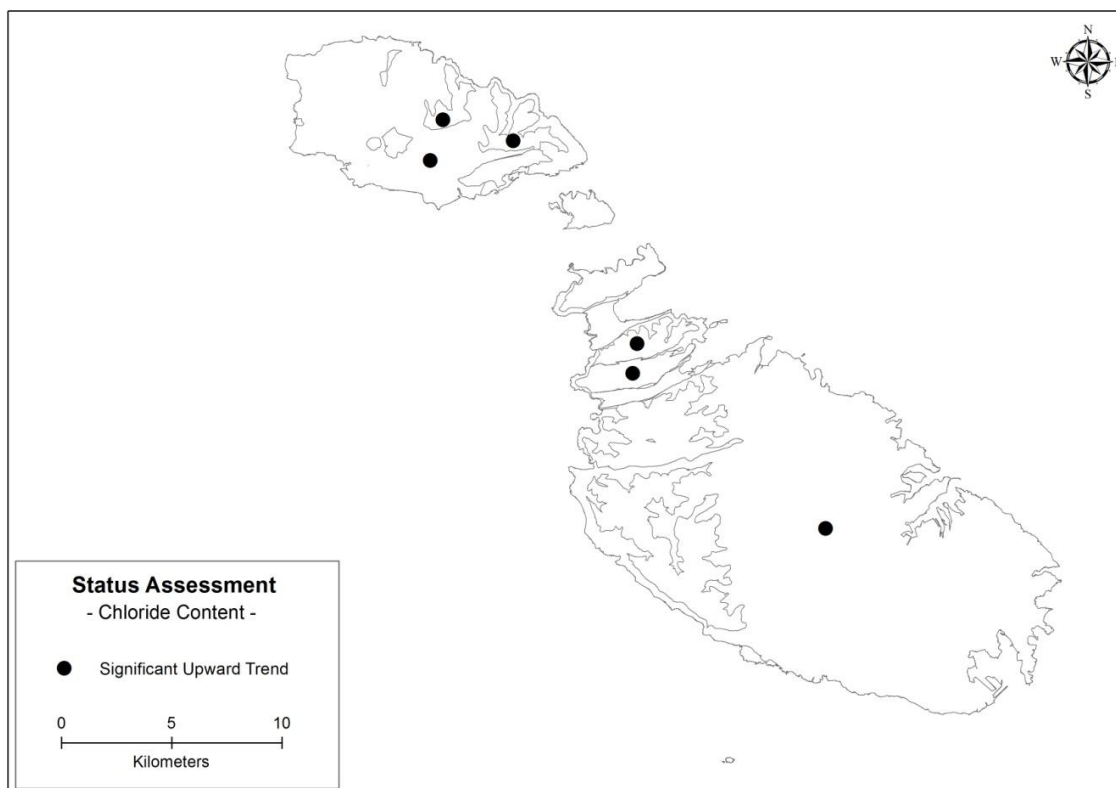 N
W
S
Status Assessment
- Chloride Content -
Significant Upward Trend
0 5 10
Kilometers